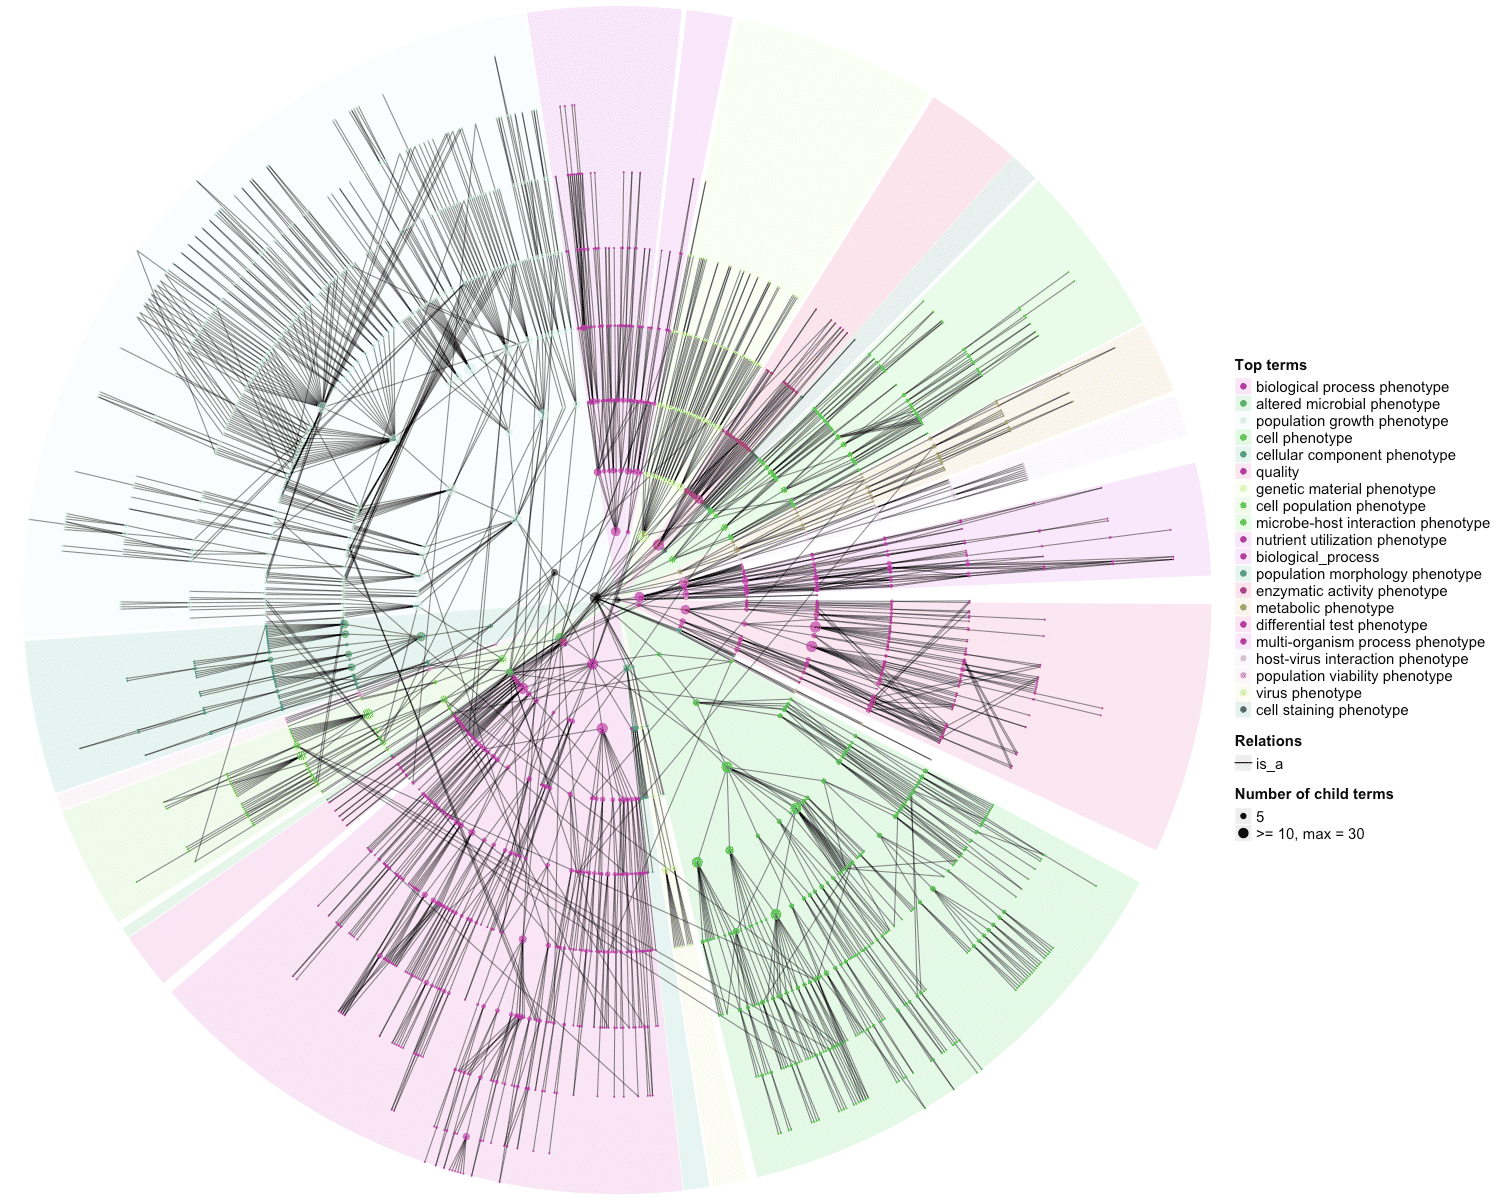 Top terms
biological process phenotype
altered microbial phenotype
population growth phenotype
cell phenotype
cellular component phenotype
quality
genetic material phenotype
cell population phenotype
microbe-host interaction phenotype
nutrient utilization phenotype
biological_process
population morphology phenotype
enzymatic activity phenotype
metabolic phenotype
differential test phenotype
multi-organism process phenotype
host-virus interaction phenotype
population viability phenotype
virus phenotype
cell staining phenotype
Relations
is_a
Number of child terms
5
>= 10, max = 30